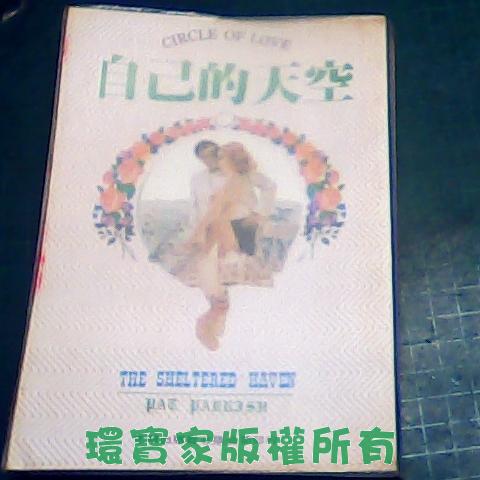 CIRCLE OF LOVE
自己的天空
THE SHELTERED HAVEN
PAT PARRISH
環寶家版權所有